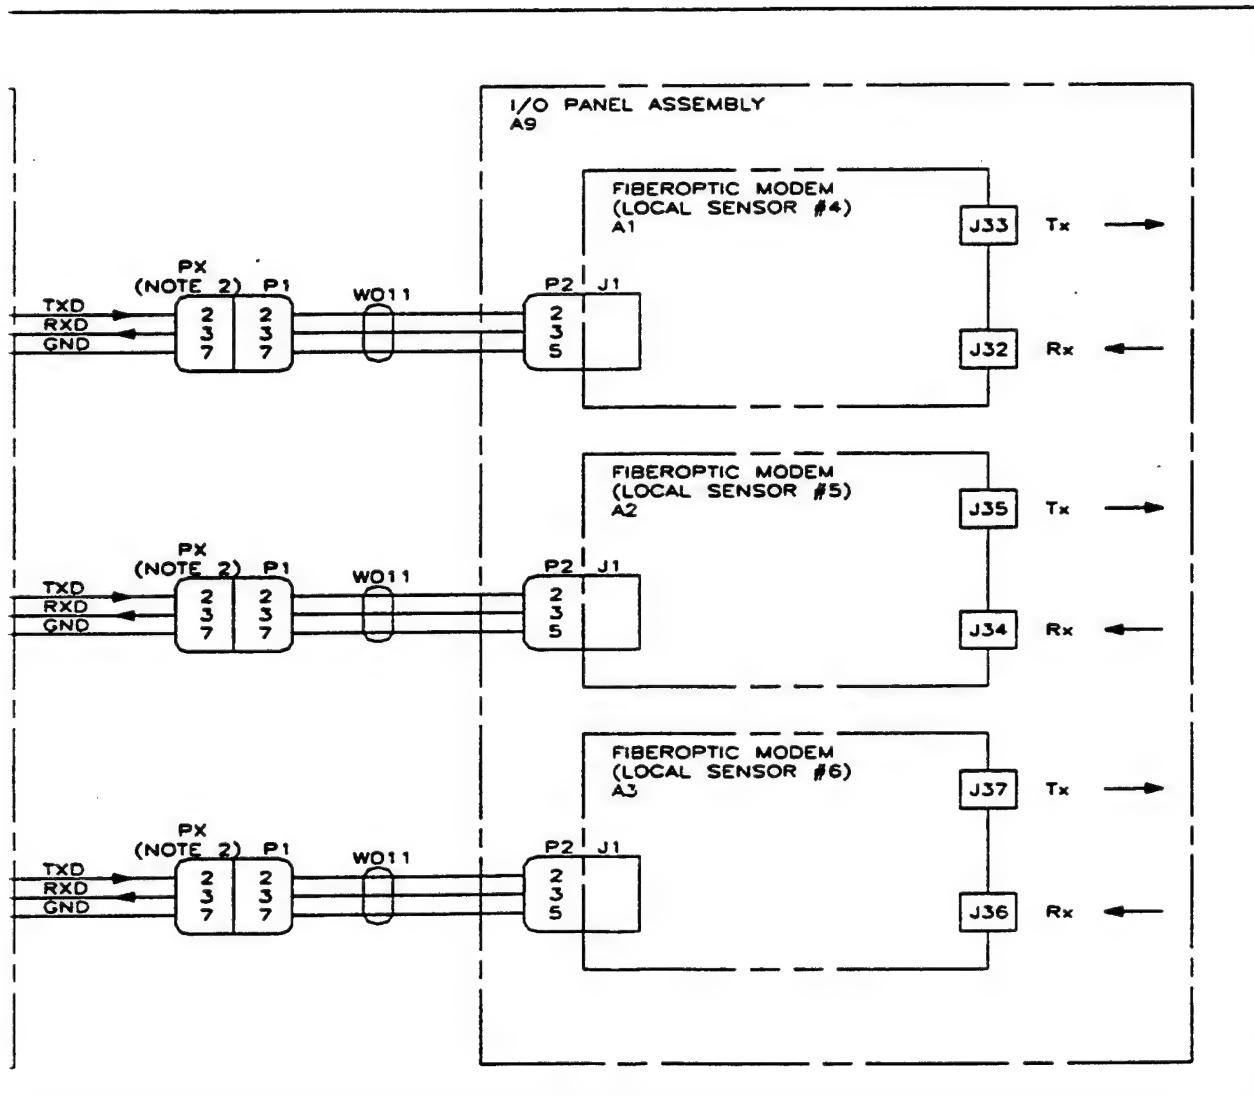 I/O PANEL ASSEMBLY
A9
FIBEROPTIC MODEM
(LOCAL SENSOR #4)
A1
J33 Tx
PX
(NOTE 2) P1
WO11
P2 J1
TXD
RXD
GND
2 2
3 3
7 7
2
3
5
J32 Rx
FIBEROPTIC MODEM
(LOCAL SENSOR #5)
A2
J35 Tx
PX
(NOTE 2) P1
WO11
P2 J1
TXD
RXD
GND
2 2
3 3
7 7
2
3
5
J34 Rx
FIBEROPTIC MODEM
(LOCAL SENSOR #6)
A3
J37 Tx
PX
(NOTE 2) P1
WO11
P2 J1
TXD
RXD
GND
2 2
3 3
7 7
2
3
5
J36 Rx